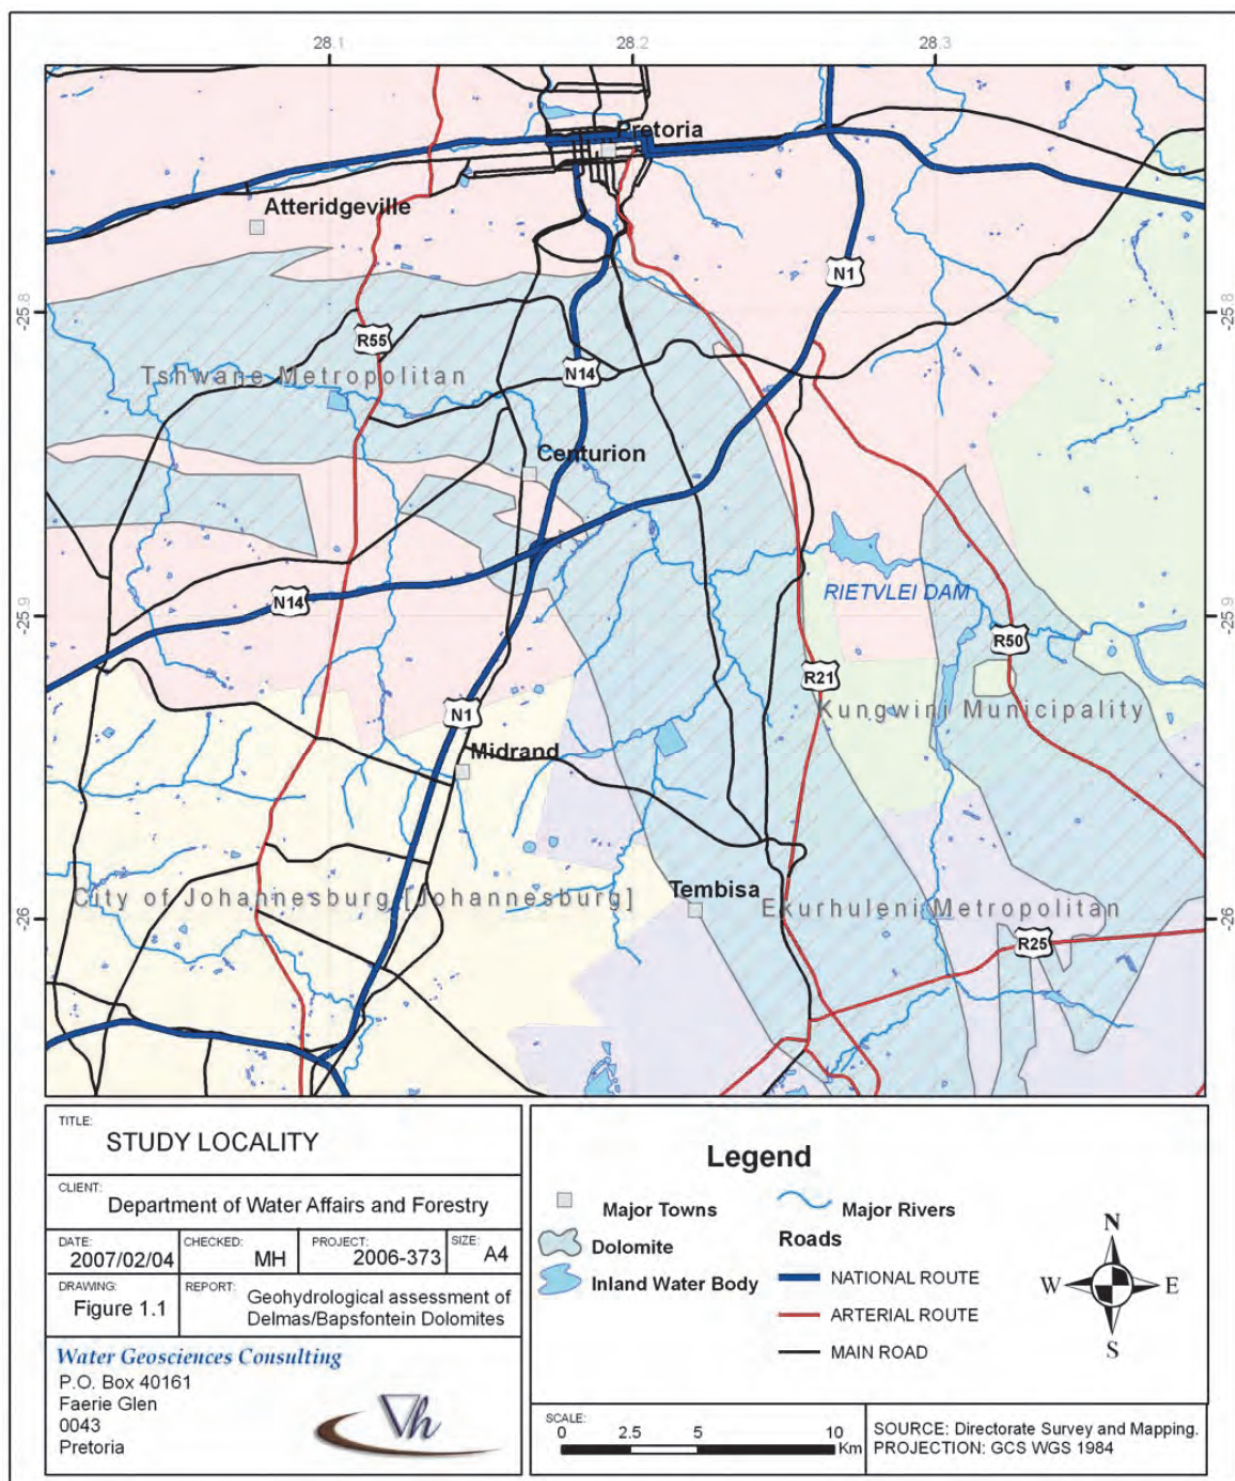 28.1
28.2
28.3
Pretoria
Atteridgeville
N1
-25.8
-25.8
R55
Tshwane Metropolitan
N14
Centurion
RIETVLEI DAM
N14
-25.9
-25.9
R50
R21
Kungwini Municipality
N1
Midrand
Tembisa
City of Johannesburg [Johannesburg]
Ekurhuleni Metropolitan
-26
-26
R25
TITLE:
STUDY LOCALITY
CLIENT:
Department of Water Affairs and Forestry
DATE:
2007/02/04
CHECKED:
MH
PROJECT:
2006-373
SIZE:
A4
DRAWING:
Figure 1.1
REPORT:
Geohydrological assessment of
Delmas/Bapsfontein Dolomites
Water Geosciences Consulting
P.O. Box 40161
Faerie Glen
0043
Pretoria
Vh
Legend
Major Towns
Dolomite
Inland Water Body
Major Rivers
Roads
NATIONAL ROUTE
ARTERIAL ROUTE
MAIN ROAD
N
W
E
S
SCALE:
0 2.5 5 10
Km
SOURCE: Directorate Survey and Mapping.
PROJECTION: GCS WGS 1984